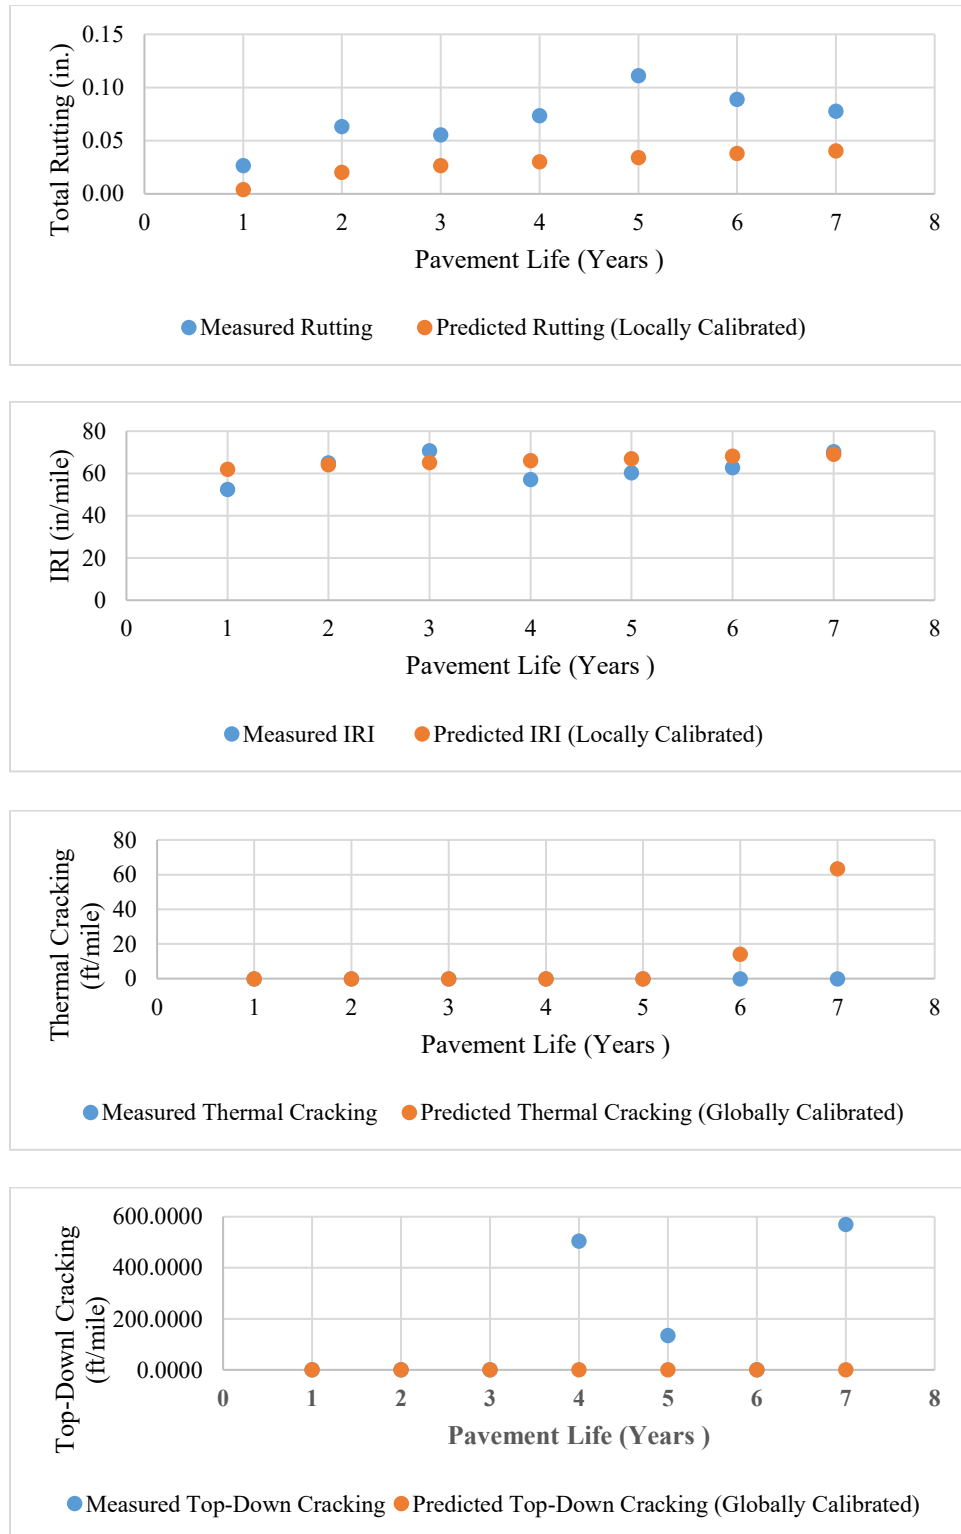 Total Rutting (in.)
0.15
0.10
0.05
0.00
0 1 2 3 4 5 6 7 8
Pavement Life (Years )
Measured Rutting Predicted Rutting (Locally Calibrated)
IRI (in/mile)
80
60
40
20
0
0 1 2 3 4 5 6 7 8
Pavement Life (Years )
Measured IRI Predicted IRI (Locally Calibrated)
Thermal Cracking
(ft/mile)
80
60
40
20
0
0 1 2 3 4 5 6 7 8
Pavement Life (Years )
Measured Thermal Cracking Predicted Thermal Cracking (Globally Calibrated)
Top-Downl Cracking
(ft/mile)
600.0000
400.0000
200.0000
0.0000
0 1 2 3 4 5 6 7 8
Pavement Life (Years )
Measured Top-Down Cracking Predicted Top-Down Cracking (Globally Calibrated)